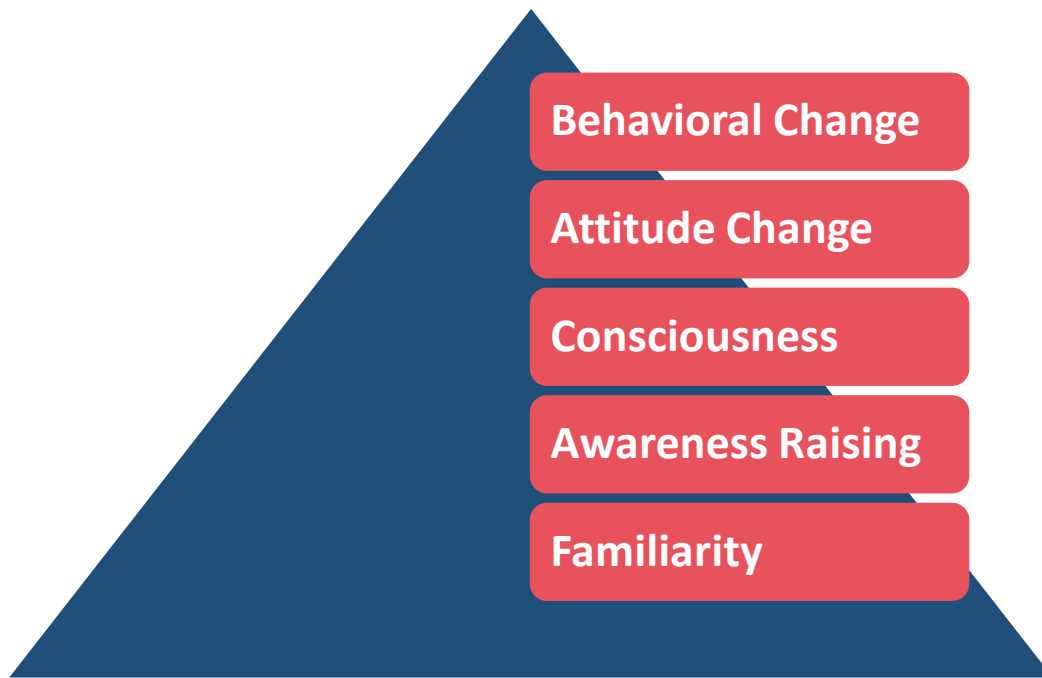 Behavioral Change
Attitude Change
Consciousness
Awareness Raising
Familiarity